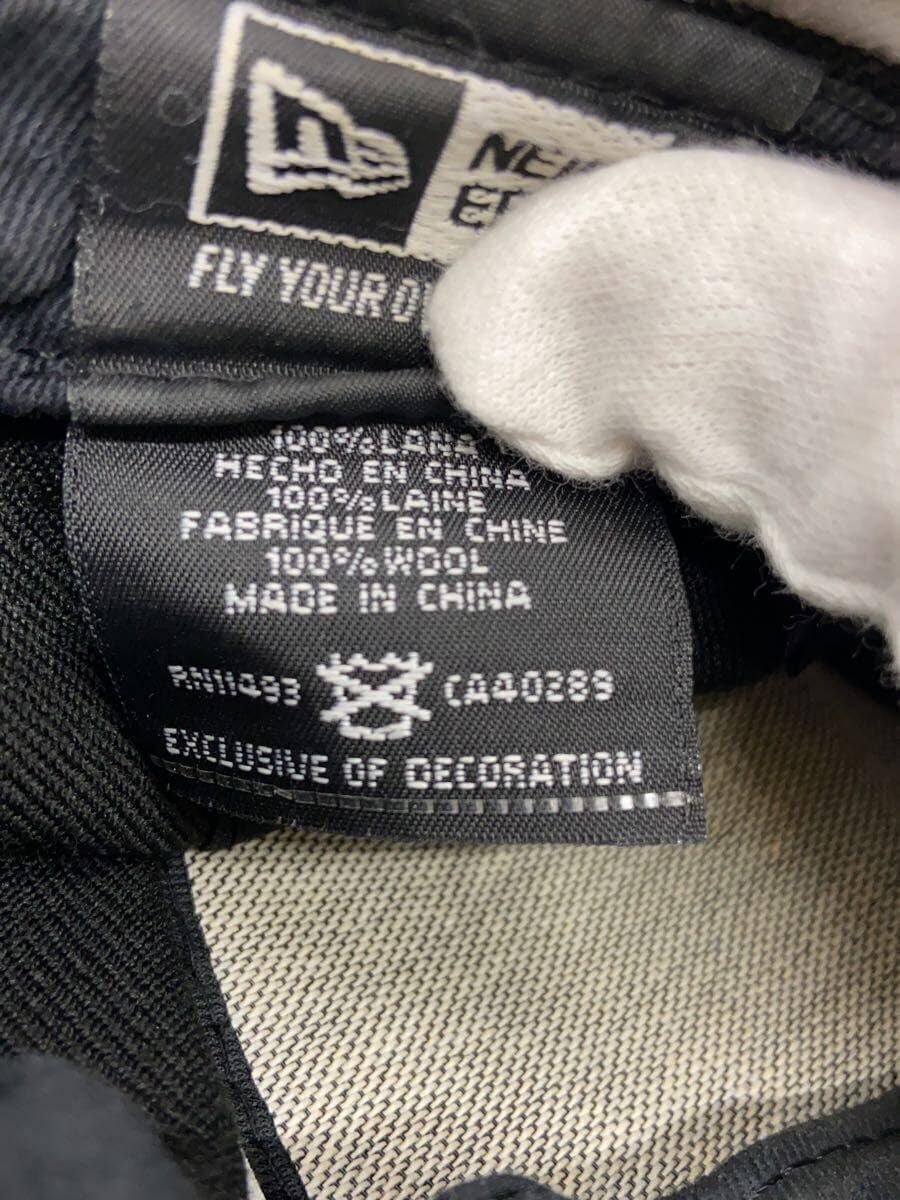 FLY YOUR
100% LANA
HECHO EN CHINA
100% LAINE
FABRIQUE EN CHINE
100% WOOL
MADE IN CHINA
RN11493 CA40289
EXCLUSIVE OF DECORATION